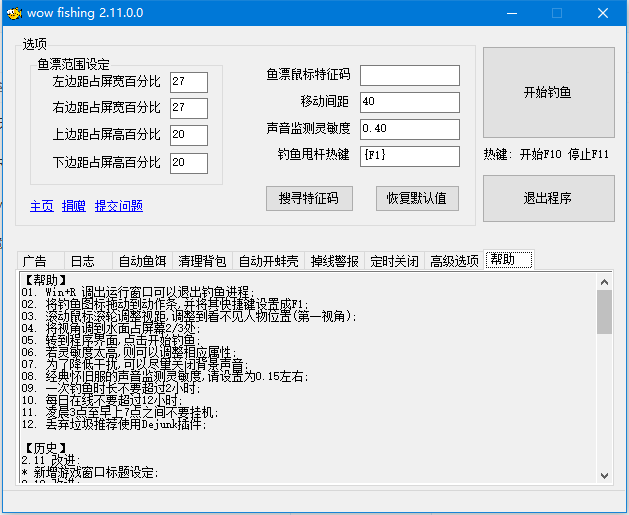 wow fishing 2.11.0.0
选项
鱼漂范围设定
左边距占屏宽百分比 27
右边距占屏宽百分比 27
上边距占屏高百分比 20
下边距占屏高百分比 20
鱼漂鼠标特征码
移动间距 40
声音监测灵敏度 0.40
钓鱼甩杆热键 {F1}
主页 捐赠 提交问题
搜寻特征码 恢复默认值
开始钓鱼
热键: 开始F10 停止F11
退出程序
广告 日志 自动鱼饵 清理背包 自动开蚌壳 掉线警报 定时关闭 高级选项 帮助
【帮助】
01. Win+R 调出运行窗口可以退出钓鱼进程;
02. 将钓鱼图标拖动到动作条,并将其快捷键设置成F1;
03. 滚动鼠标滚轮调整视距,调整到看不见人物位置(第一视角);
04. 将视角调到水面占屏幕2/3处;
05. 转到程序界面,点击开始钓鱼;
06. 若灵敏度太高,则可以调整相应属性;
07. 为了降低干扰,可以尽量关闭背景声音;
08. 经典怀旧服的声音监测灵敏度,请设置为0.15左右;
09. 一次钓鱼时长不要超过2小时;
10. 每日在线不要超过12小时;
11. 凌晨3点至早上7点之间不要挂机;
12. 丢弃垃圾推荐使用Dejunk插件;
【历史】
2.11 改进:
* 新增游戏窗口标题设定;
2.10 改进: